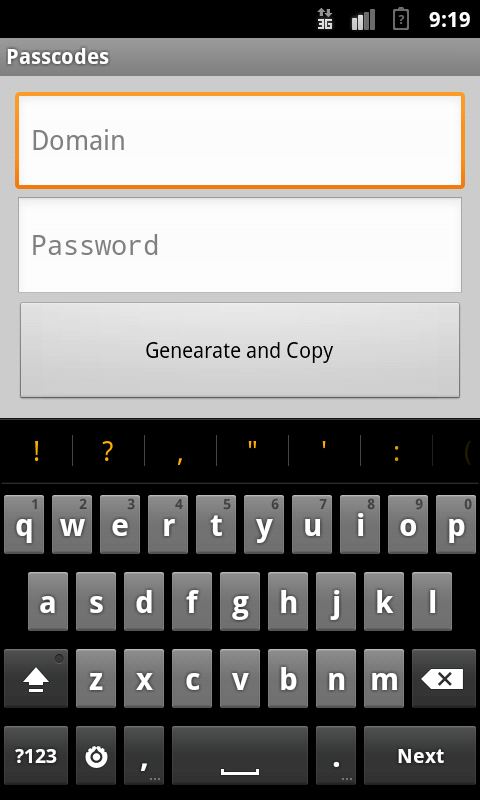 3G ? 9:19
Passcodes
Domain
Password
Genearate and Copy
! ? , " ' : (
1 2 3 4 5 6 7 8 9 0
q w e r t y u i o p
a s d f g h j k l
z x c v b n m
?123 , ... . ... Next